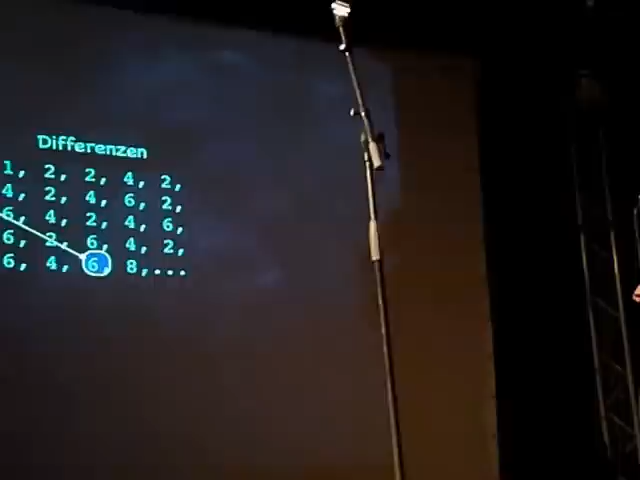 Differenzen
1, 2, 2, 4, 2,
4, 2, 4, 6, 2,
6, 4, 2, 4, 6,
6, 2, 6, 4, 2,
6, 4, 6, 8,...